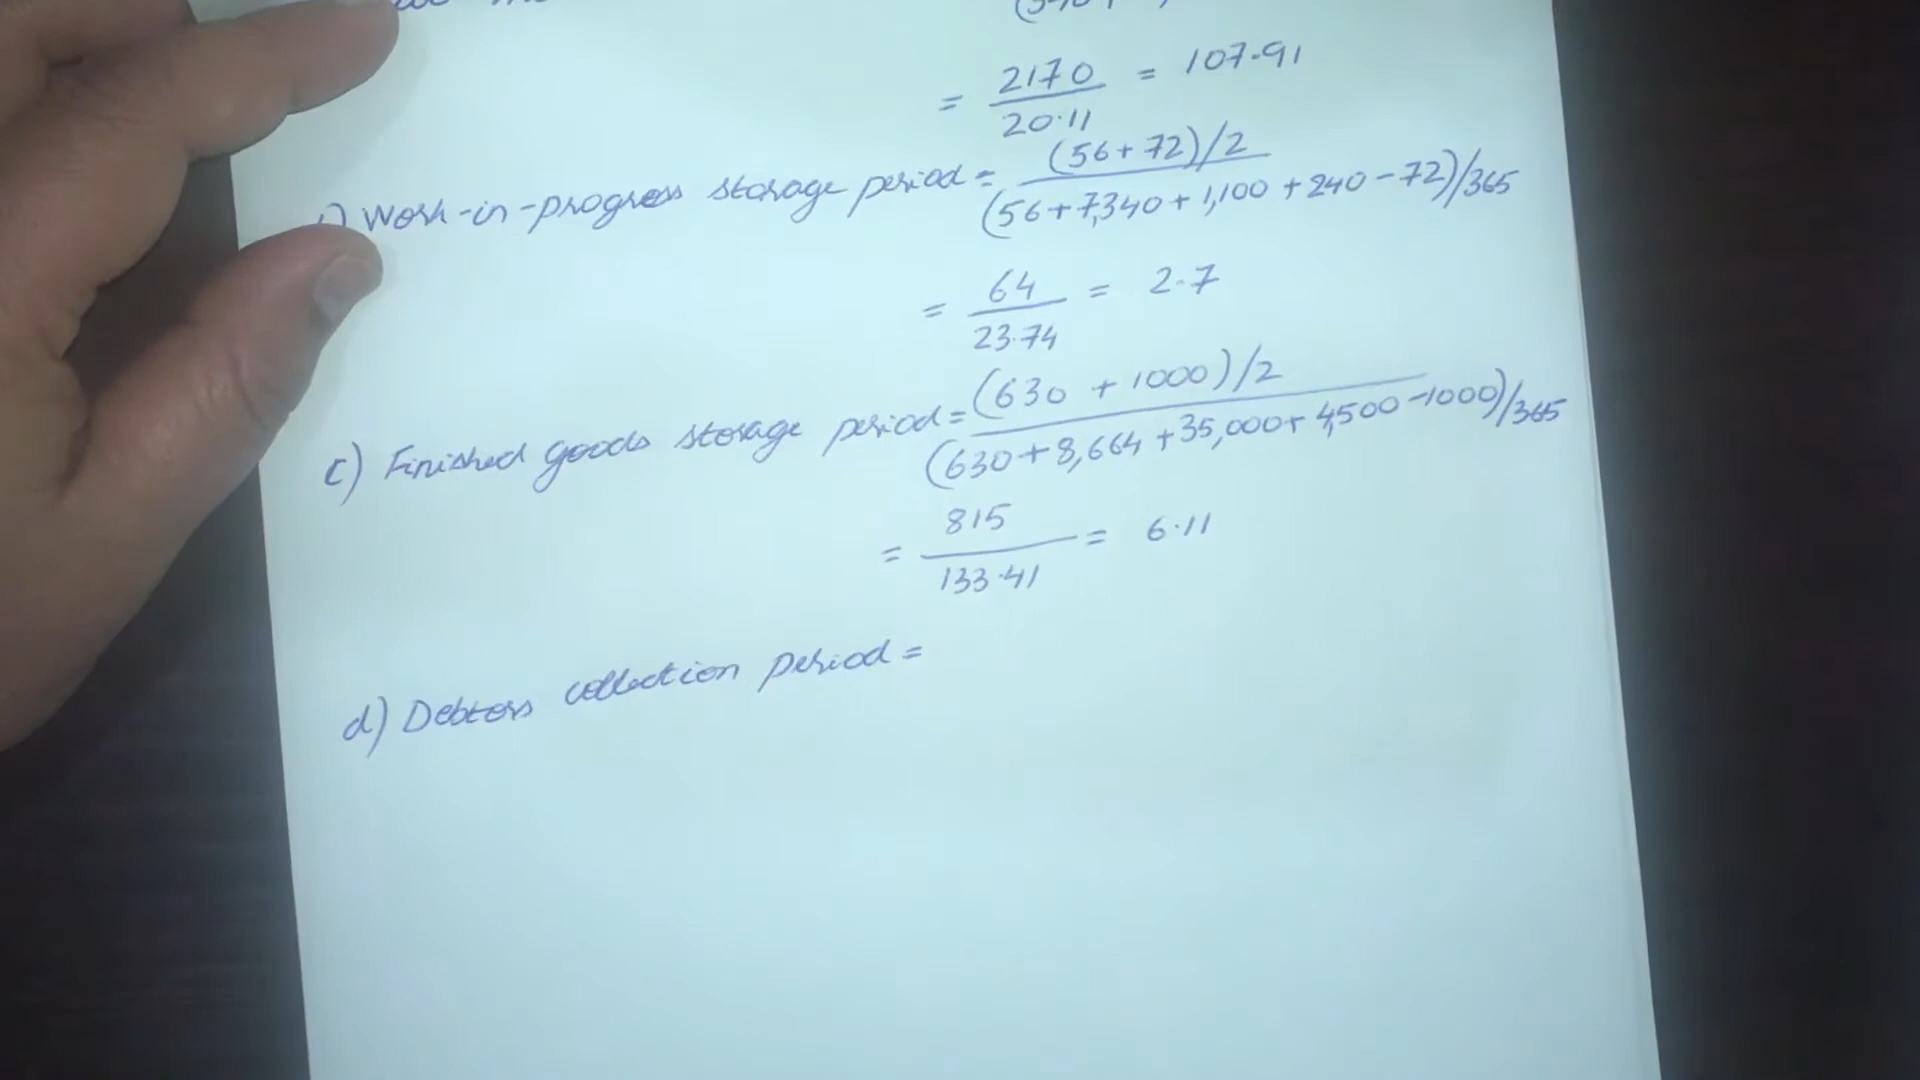 = 2170 / 20.11 = 107.91
) Work-in-progress storage period = (56+72)/2 / (56+7,340+1,100+240-72)/365
= 64 / 23.74 = 2.7
c) Finished goods storage period = (630 + 1000)/2 / (630+8,664+35,000+4,500-1000)/365
= 815 / 133.41 = 6.11
d) Debtors collection period =